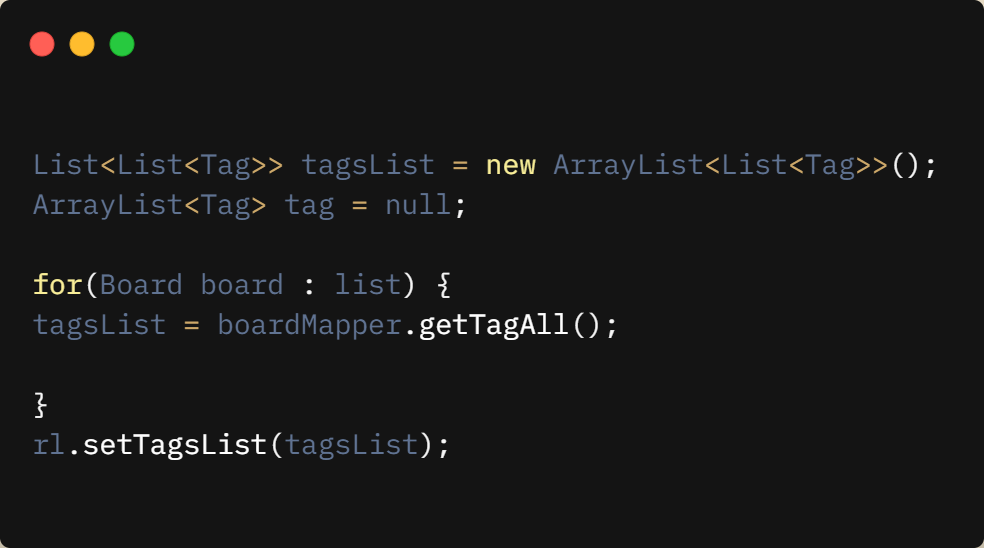 List<List<Tag>> tagsList = new ArrayList<List<Tag>>();
ArrayList<Tag> tag = null;
for(Board board : list) {
tagsList = boardMapper.getTagAll();
}
rl.setTagsList(tagsList);